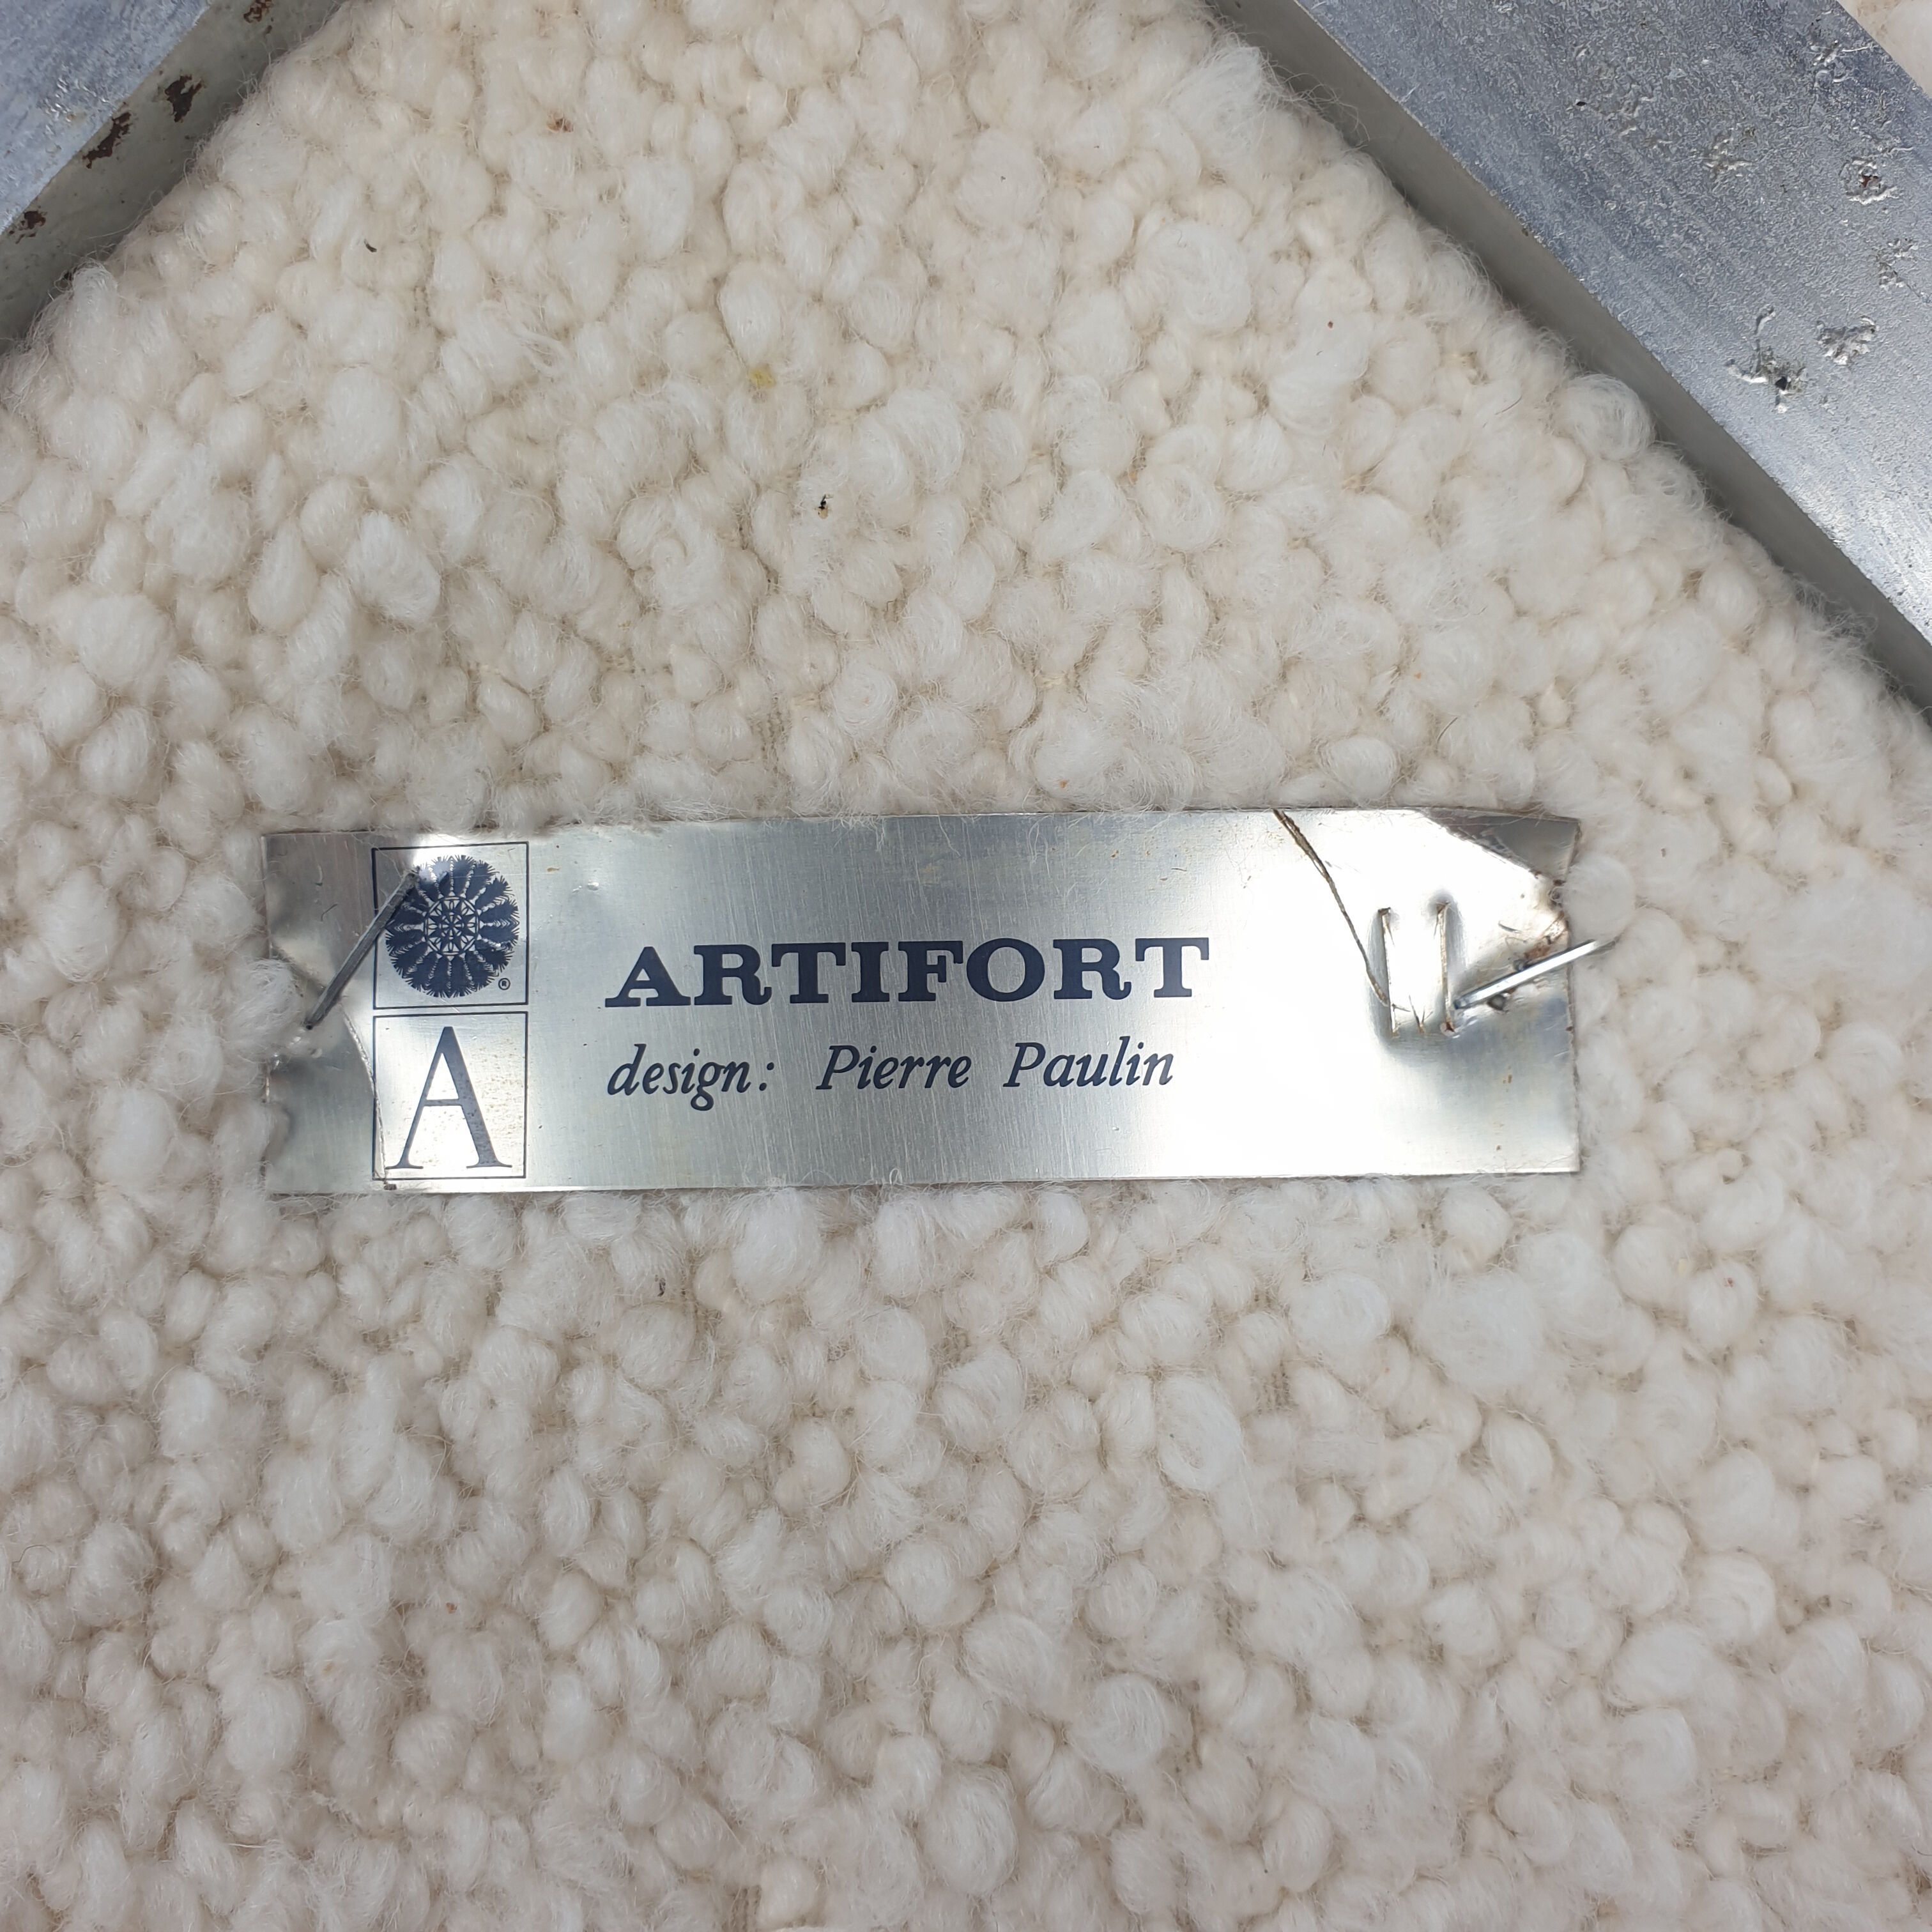 ®
A
ARTIFORT
design: Pierre Paulin